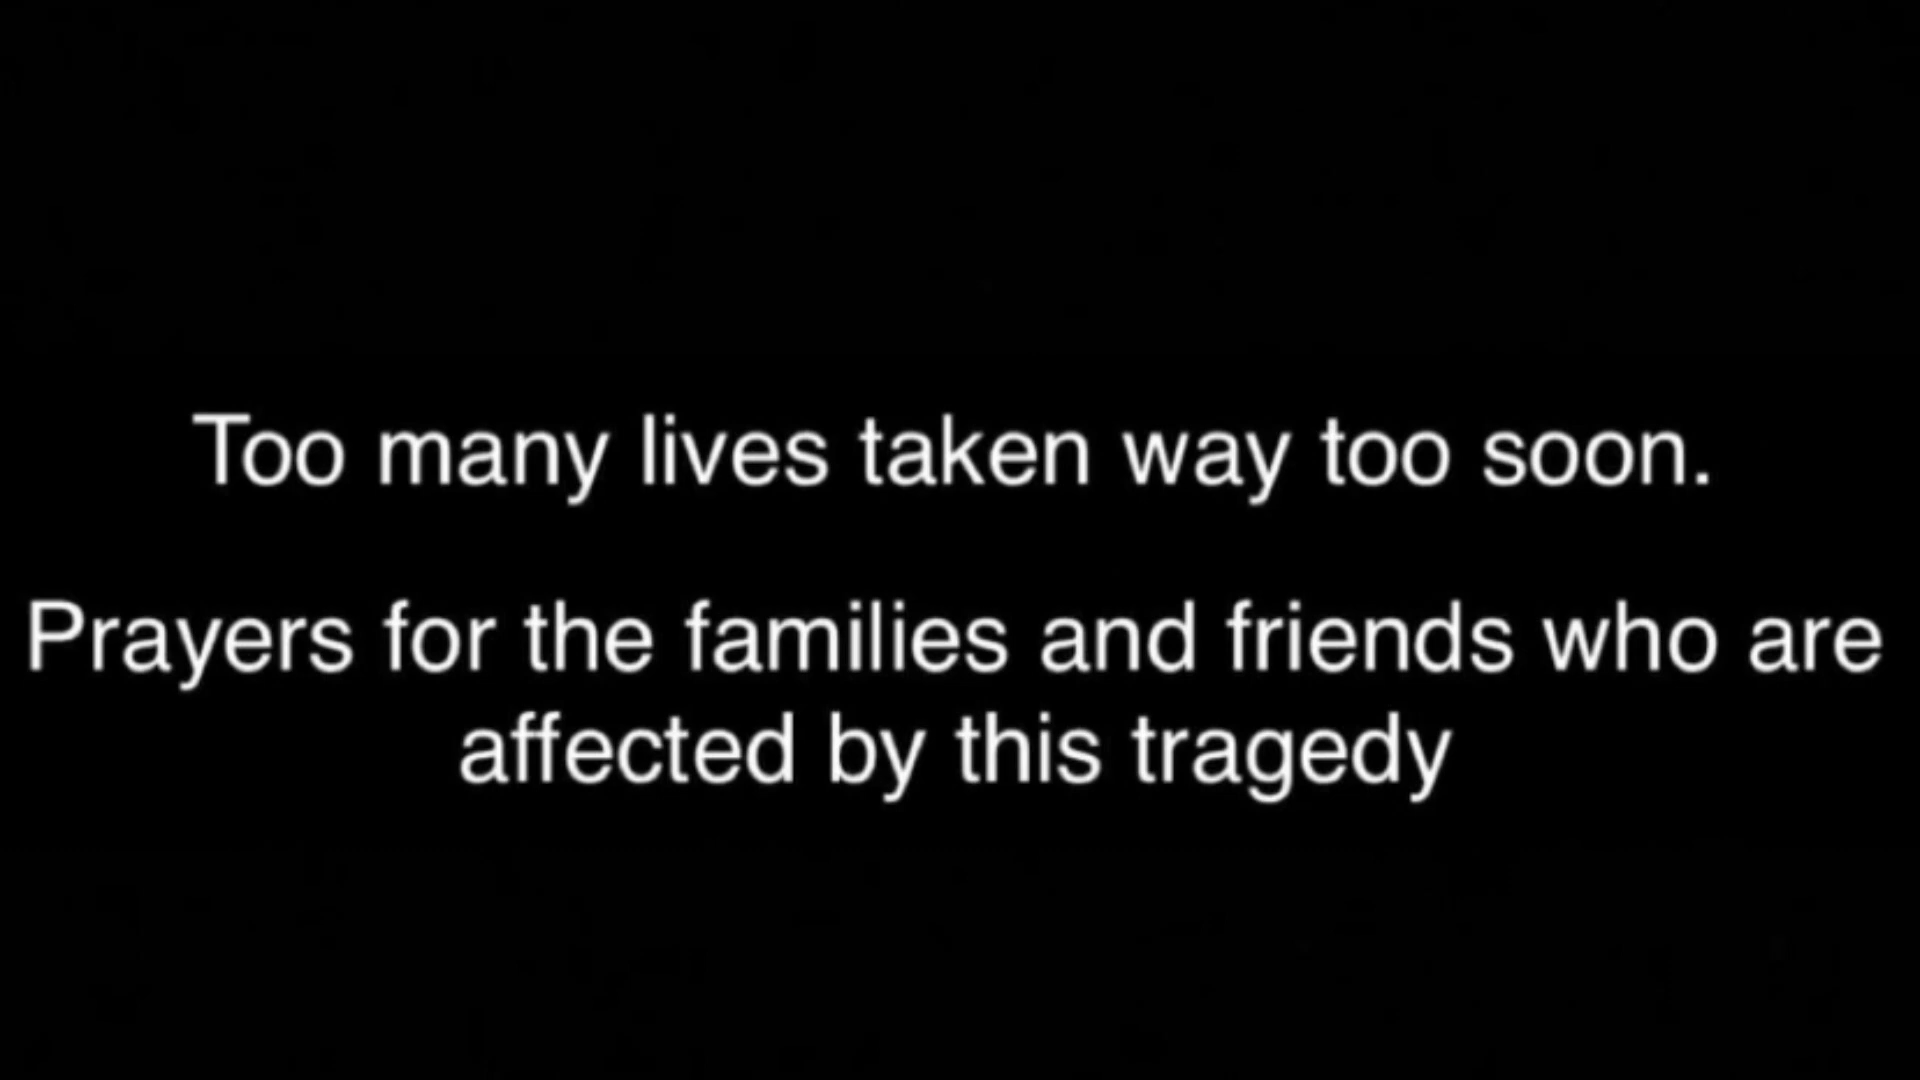 Too many lives taken way too soon.
Prayers for the families and friends who are
affected by this tragedy